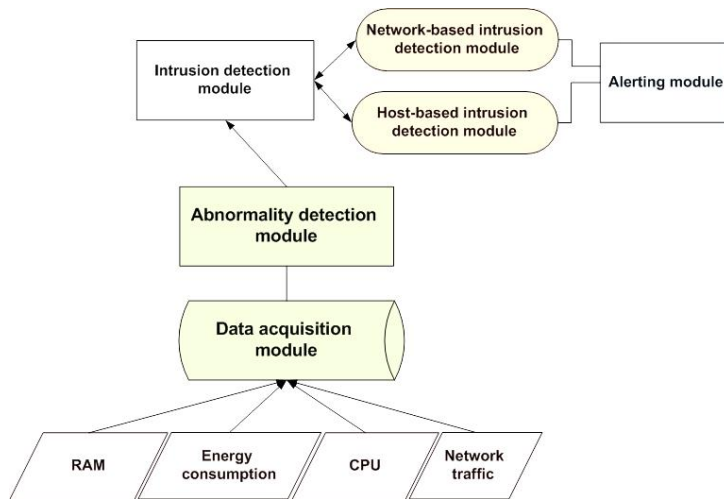 Network-based intrusion
detection module
Intrusion detection
module
Alerting module
Host-based intrusion
detection module
Abnormality detection
module
Data acquisition
module
RAM
Energy
consumption
CPU
Network
traffic